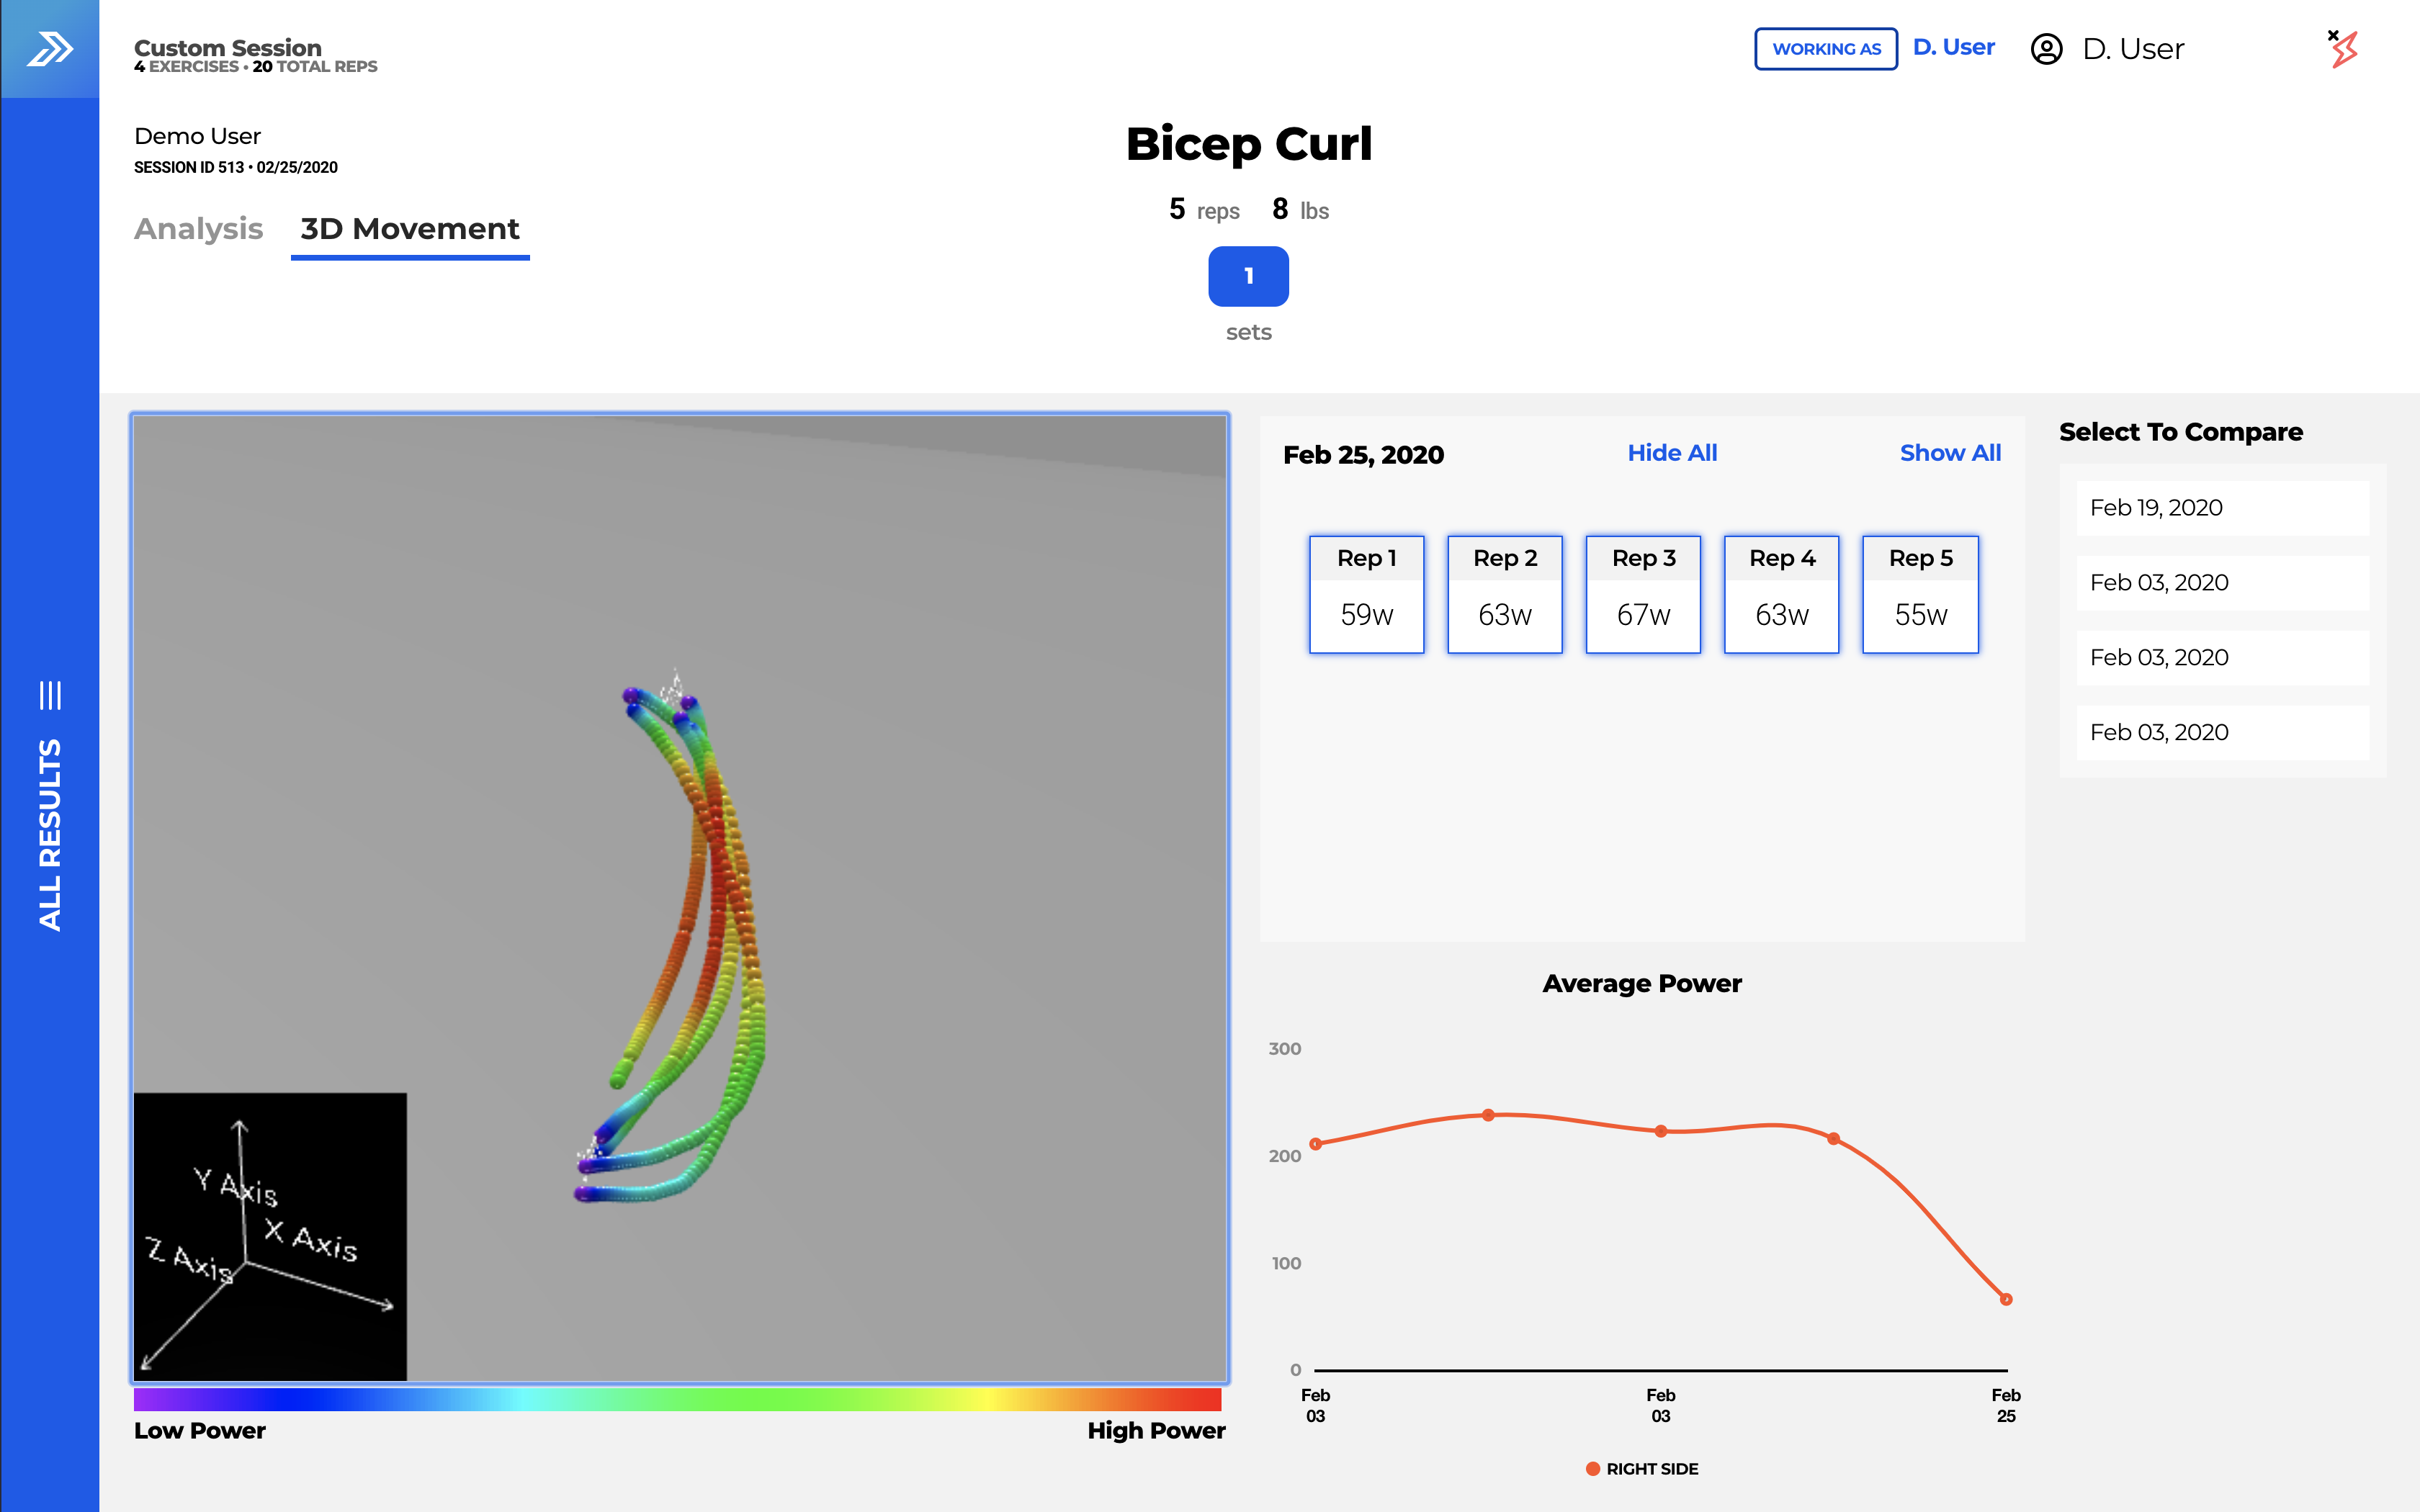 Custom Session
4 EXERCISES • 20 TOTAL REPS
WORKING AS D. User D. User
Demo User
SESSION ID 513 • 02/25/2020
Analysis 3D Movement
Bicep Curl
5 reps 8 lbs
1
sets
ALL RESULTS
Y Axis
X Axis
Z Axis
Low Power High Power
Feb 25, 2020 Hide All Show All
Rep 1 Rep 2 Rep 3 Rep 4 Rep 5
59w 63w 67w 63w 55w
Select To Compare
Feb 19, 2020
Feb 03, 2020
Feb 03, 2020
Feb 03, 2020
Average Power
300
200
100
0
Feb 03 Feb 03 Feb 25
RIGHT SIDE